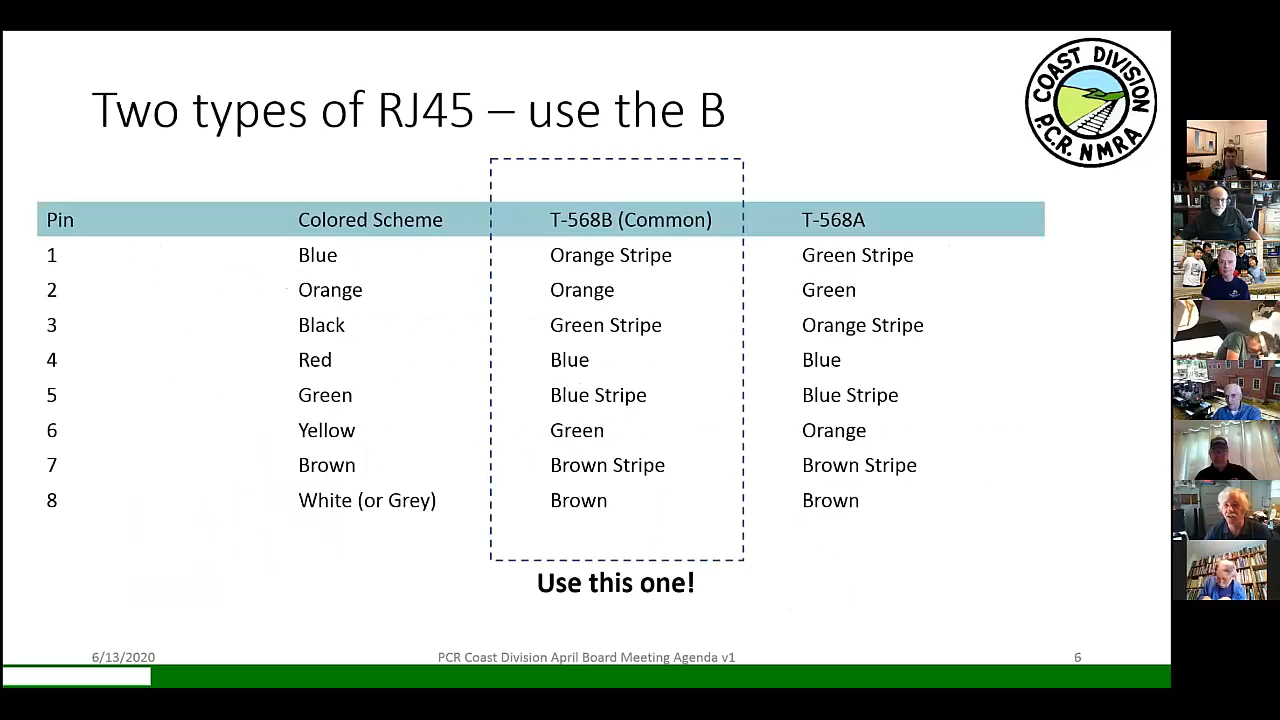 Two types of RJ45 – use the B
COAST DIVISION
P.C.R. NMRA
Pin Colored Scheme T-568B (Common) T-568A
1 Blue Orange Stripe Green Stripe
2 Orange Orange Green
3 Black Green Stripe Orange Stripe
4 Red Blue Blue
5 Green Blue Stripe Blue Stripe
6 Yellow Green Orange
7 Brown Brown Stripe Brown Stripe
8 White (or Grey) Brown Brown
Use this one!
6/13/2020 PCR Coast Division April Board Meeting Agenda v1 6